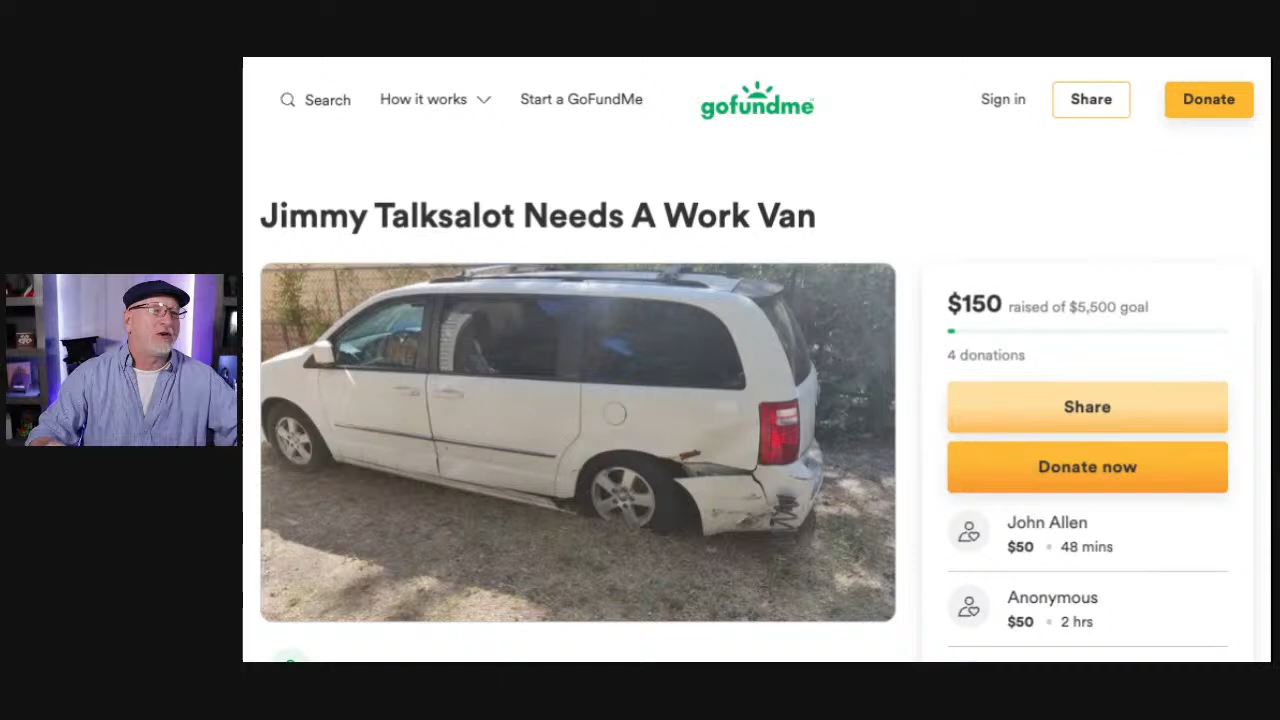 Search
How it works
Start a GoFundMe
gofundme
Sign in
Share
Donate
Jimmy Talksalot Needs A Work Van
$150 raised of $5,500 goal
4 donations
Share
Donate now
John Allen
$50 • 48 mins
Anonymous
$50 • 2 hrs